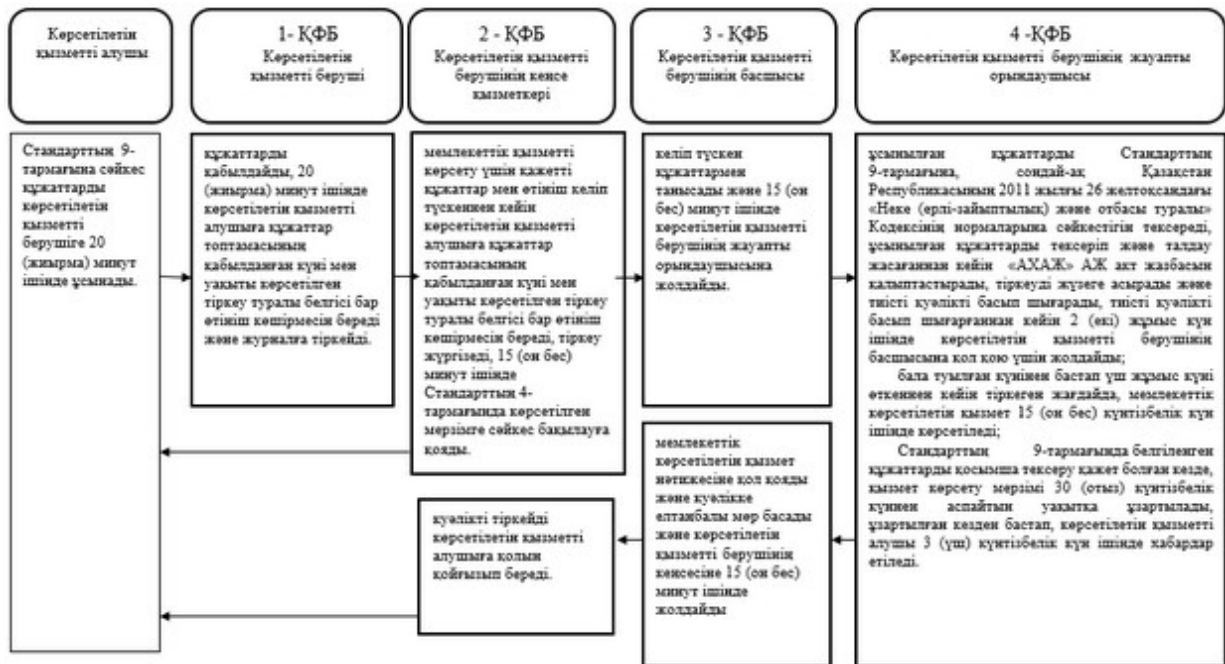 Көрсетілетін
қызметті алушы
1- ҚФБ
Көрсетілетін
қызметті беруші
2 - ҚФБ
Көрсетілетін қызметті
берушінің кеңсе
қызметкері
3 - ҚФБ
Көрсетілетін қызметті
берушінің басшысы
4 -ҚФБ
Көрсетілетін қызметті берушінің жауапты
орындаушысы
Стандарттың 9-
тармағына сәйкес
құжаттарды
көрсетілетін
қызметті
берушіге 20
(жиырма) минут
ішінде ұсынады.
құжаттарды
қабылдайды, 20
(жиырма) минут ішінде
көрсетілетін қызметті
алушыға құжаттар
топтамасының
қабылданған күні мен
уақыты көрсетілген
тіркеу туралы белгісі бар
өтініш көшірмесін береді
және журналға тіркейді.
мемлекеттік қызметті
көрсету үшін қажетті
құжаттар мен өтініш келіп
түскеннен кейін
көрсетілетін қызметті
алушыға құжаттар
топтамасының
қабылданған күні мен
уақыты көрсетілген тіркеу
туралы белгісі бар өтініш
көшірмесін береді, тіркеу
жүргізеді, 15 (он бес)
минут ішінде
Стандарттың 4-
тармағында көрсетілген
мерзімге сәйкес бақылауға
қояды.
келіп түскен
құжаттармен
танысады және 15 (он
бес) минут ішінде
көрсетілетін қызметті
берушінің жауапты
орындаушысына
жолдайды.
ұсынылған құжаттарды Стандарттың
9-тармағына, сондай-ақ Қазақстан
Республикасының 2011 жылғы 26 желтоқсандағы
«Неке (ерлі-зайыптылық) және отбасы туралы»
Кодексінің нормаларына сәйкестігін тексереді,
ұсынылған құжаттарды тексеріп және талдау
жасағаннан кейін «АХАЖ» АЖ акт жазбасын
қалыптастырады, тіркеуді жүзеге асырады және
тиісті куәлікті басып шығарады, тиісті куәлікті
басып шығарғаннан кейін 2 (екі) жұмыс күн
ішінде көрсетілетін қызметті берушінің
басшысына қол қою үшін жолдайды;
бала туылған күнінен бастап үш жұмыс күні
өткеннен кейін тіркеген жағдайда, мемлекеттік
көрсетілетін қызмет 15 (он бес) күнтізбелік күн
ішінде көрсетіледі;
Стандарттың 9-тармағында белгіленген
құжаттарды қосымша тексеру қажет болған кезде,
қызмет көрсету мерзімі 30 (отыз) күнтізбелік
күннен аспайтын уақытқа ұзартылады,
ұзартылған кезден бастап, көрсетілетін қызметті
алушы 3 (үш) күнтізбелік күн ішінде хабардар
етіледі.
мемлекеттік
көрсетілетін қызмет
нәтижесіне қол қояды
және куәлікке
елтаңбалы мөр басады
және көрсетілетін
қызметті берушінің
кеңсесіне 15 (он бес)
минут ішінде
жолдайды
куәлікті тіркейді
көрсетілетін қызметті
алушыға қолын
қойғызып береді.